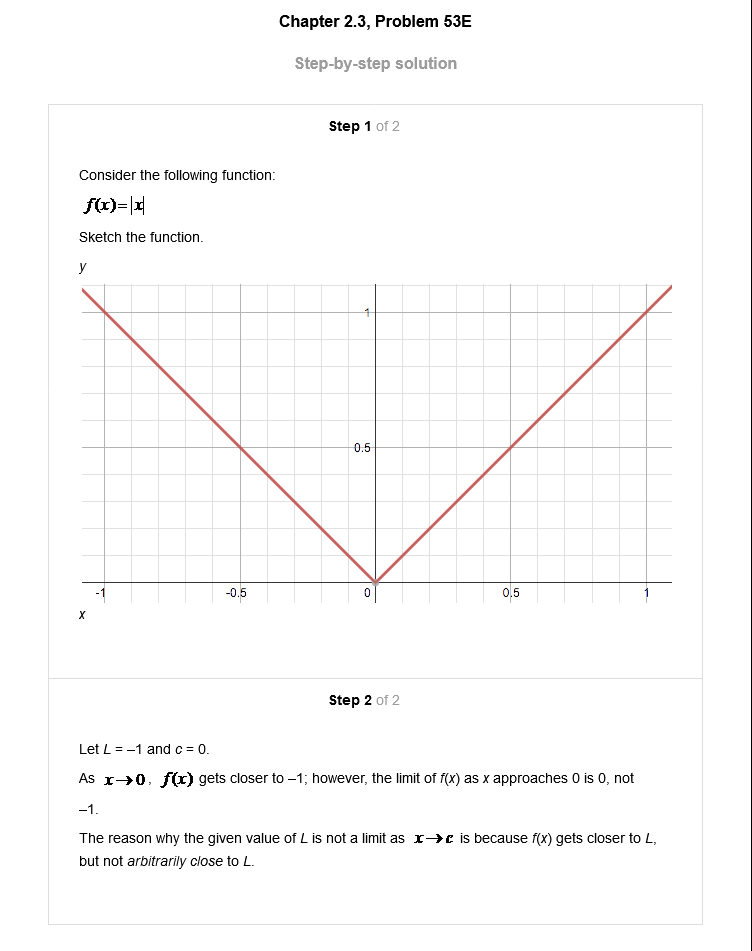 Chapter 2.3, Problem 53E
Step-by-step solution
Step 1 of 2
Consider the following function:
f(x)=|x|
Sketch the function.
y
1
0.5
-1 -0.5 0 0.5 1
x
Step 2 of 2
Let L = –1 and c = 0.
As x→0, f(x) gets closer to –1; however, the limit of f(x) as x approaches 0 is 0, not
–1.
The reason why the given value of L is not a limit as x→c is because f(x) gets closer to L,
but not arbitrarily close to L.